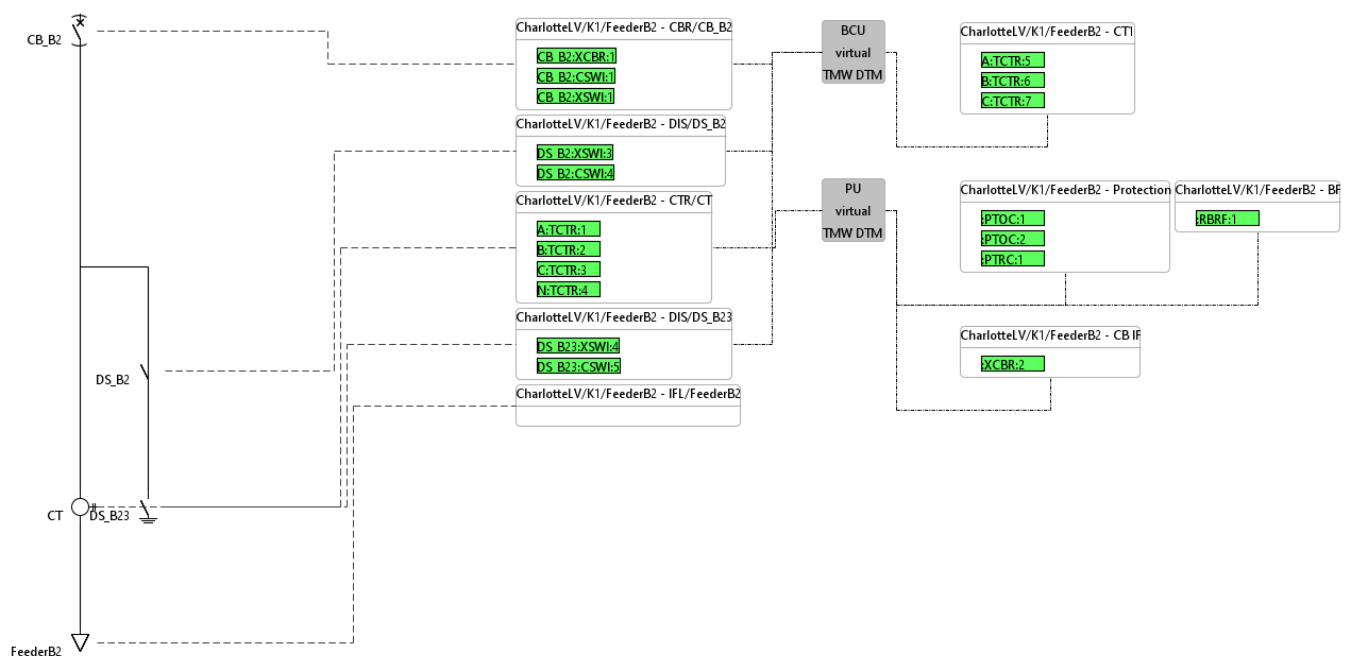 CB_B2
DS_B2
CT
DS_B23
FeederB2
CharlotteLV/K1/FeederB2 - CBR/CB_B2
CB_B2:XCBR:1
CB_B2:CSWI:1
CB_B2:XSWI:1
CharlotteLV/K1/FeederB2 - DIS/DS_B2
DS_B2:XSWI:3
DS_B2:CSWI:4
CharlotteLV/K1/FeederB2 - CTR/CT
A:TCTR:1
B:TCTR:2
C:TCTR:3
N:TCTR:4
CharlotteLV/K1/FeederB2 - DIS/DS_B23
DS_B23:XSWI:4
DS_B23:CSWI:5
CharlotteLV/K1/FeederB2 - IFL/FeederB2
BCU
virtual
TMW DTM
PU
virtual
TMW DTM
CharlotteLV/K1/FeederB2 - CT1
A:TCTR:5
B:TCTR:6
C:TCTR:7
CharlotteLV/K1/FeederB2 - Protection
:PTOC:1
:PTOC:2
:PTRC:1
CharlotteLV/K1/FeederB2 - BF
:RBRF:1
CharlotteLV/K1/FeederB2 - CB IF
:XCBR:2